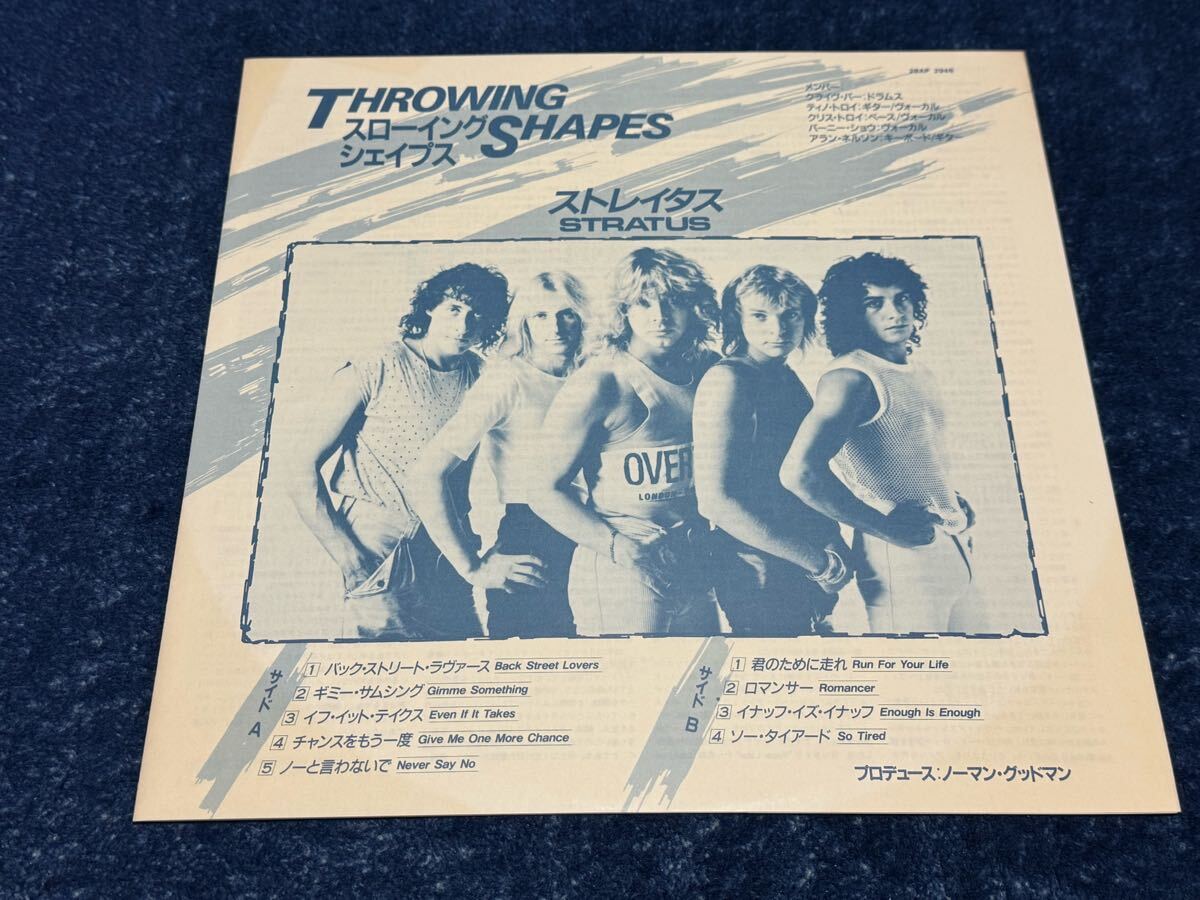 28AP 2946
THROWING
スローイング
SHAPES
シェイプス
メンバー
クライヴ・バー:ドラムス
ティノ・トロイ:ギター/ヴォーカル
クリス・トロイ:ベース/ヴォーカル
バーニー・ショウ:ヴォーカル
アラン・ネルソン:キーボード/ギター
ストレイタス
STRATUS
OVER
LONDON
サイド A
1 バック・ストリート・ラヴァース Back Street Lovers
2 ギミー・サムシング Gimme Something
3 イフ・イット・テイクス Even If It Takes
4 チャンスをもう一度 Give Me One More Chance
5 ノーと言わないで Never Say No
サイド B
1 君のために走れ Run For Your Life
2 ロマンサー Romancer
3 イナッフ・イズ・イナッフ Enough Is Enough
4 ソー・タイアード So Tired
プロデュース:ノーマン・グッドマン